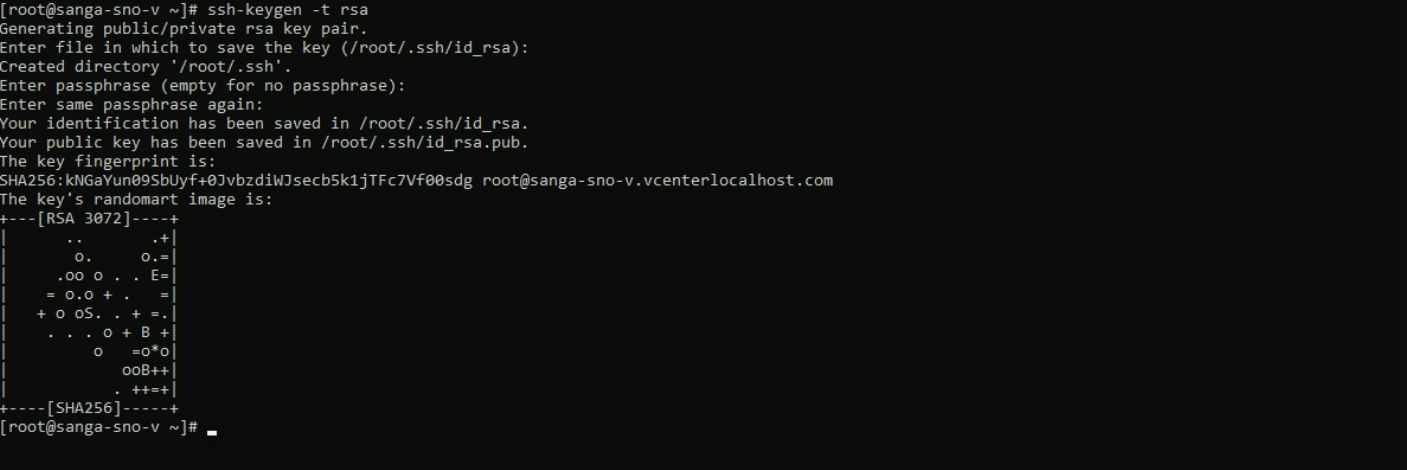 [root@sanga-sno-v ~]# ssh-keygen -t rsa
Generating public/private rsa key pair.
Enter file in which to save the key (/root/.ssh/id_rsa):
Created directory '/root/.ssh'.
Enter passphrase (empty for no passphrase):
Enter same passphrase again:
Your identification has been saved in /root/.ssh/id_rsa.
Your public key has been saved in /root/.ssh/id_rsa.pub.
The key fingerprint is:
SHA256:kNGaYun09SbUyf+0JvbzdiWJsecb5k1jTFc7Vf00sdg root@sanga-sno-v.vcenterlocalhost.com
The key's randomart image is:
+---[RSA 3072]----+
|      ..       .+|
|       o.     o.=|
|     .oo o . . E=|
|    = o.o + .   =|
|   + o oS. . + =.|
|    . . . o + B +|
|         o   =o*o|
|            ooB++|
|           . ++=+|
+----[SHA256]-----+
[root@sanga-sno-v ~]#